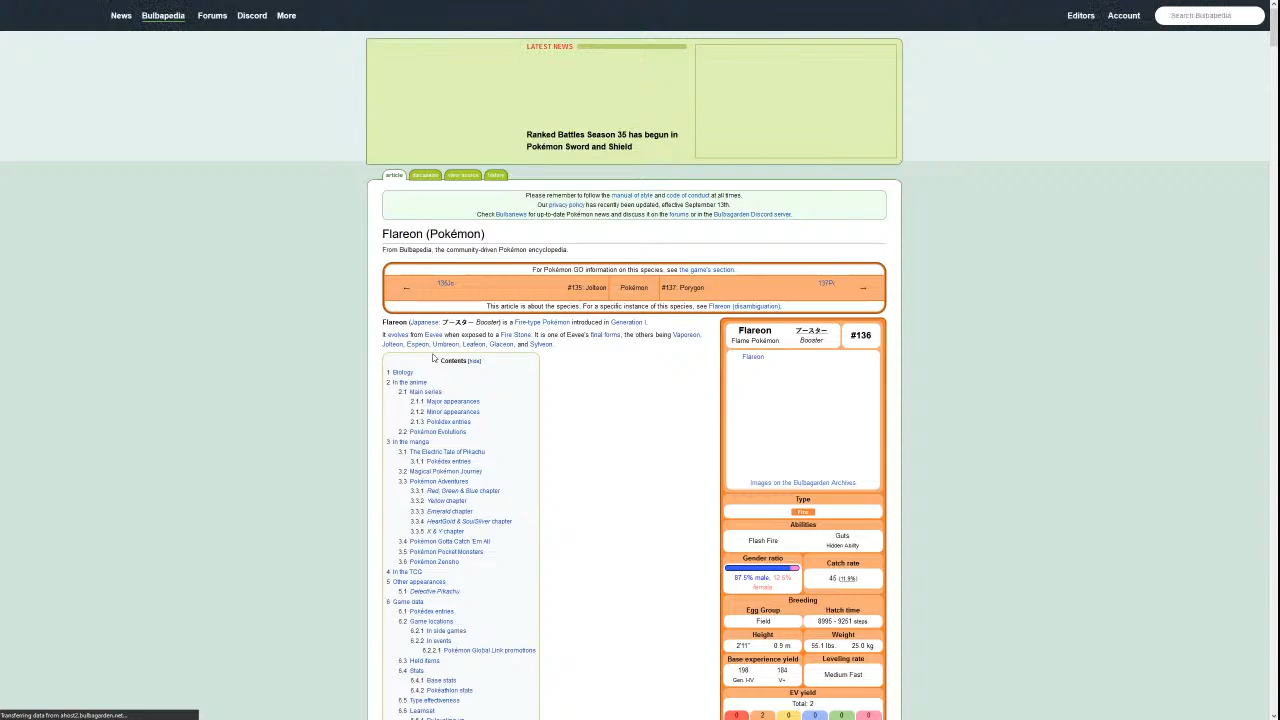 News Bulbapedia Forums Discord More Editors Account Search Bulbapedia
LATEST NEWS
Ranked Battles Season 35 has begun in
Pokémon Sword and Shield
article discussion view source history
Please remember to follow the manual of style and code of conduct at all times.
Our privacy policy has recently been updated, effective September 13th.
Check Bulbanews for up-to-date Pokémon news and discuss it on the forums or in the Bulbagarden Discord server.
Flareon (Pokémon)
From Bulbapedia, the community-driven Pokémon encyclopedia.
For Pokémon GO information on this species, see the game's section.
← 136Jo #135: Jolteon Pokémon #137: Porygon 137Pc →
This article is about the species. For a specific instance of this species, see Flareon (disambiguation).
Flareon (Japanese: ブースター Booster) is a Fire-type Pokémon introduced in Generation I.
It evolves from Eevee when exposed to a Fire Stone. It is one of Eevee's final forms, the others being Vaporeon,
Jolteon, Espeon, Umbreon, Leafeon, Glaceon, and Sylveon.
Contents [hide]
1 Biology
2 In the anime
2.1 Main series
2.1.1 Major appearances
2.1.2 Minor appearances
2.1.3 Pokédex entries
2.2 Pokémon Evolutions
3 In the manga
3.1 The Electric Tale of Pikachu
3.1.1 Pokédex entries
3.2 Magical Pokémon Journey
3.3 Pokémon Adventures
3.3.1 Red, Green & Blue chapter
3.3.2 Yellow chapter
3.3.3 Emerald chapter
3.3.4 HeartGold & SoulSilver chapter
3.3.5 X & Y chapter
3.4 Pokémon Gotta Catch 'Em All
3.5 Pokémon Pocket Monsters
3.6 Pokémon Zensho
4 In the TCG
5 Other appearances
5.1 Detective Pikachu
6 Game data
6.1 Pokédex entries
6.2 Game locations
6.2.1 In side games
6.2.2 In events
6.2.2.1 Pokémon Global Link promotions
6.3 Held items
6.4 Stats
6.4.1 Base stats
6.4.2 Pokéathlon stats
6.5 Type effectiveness
6.6 Learnset
Flareon ブースター #136
Flame Pokémon Booster
Flareon
Images on the Bulbagarden Archives
Type
Fire
Abilities
Flash Fire Guts
Hidden Ability
Gender ratio Catch rate
87.5% male, 12.5% female 45 (11.9%)
Breeding
Egg Group Hatch time
Field 8995 - 9251 steps
Height Weight
2'11" 0.9 m 55.1 lbs. 25.0 kg
Base experience yield Leveling rate
198 184 Medium Fast
Gen. I-IV V+
EV yield
Total: 2
0 2 0 0 0 0
Transferring data from ahost2.bulbagarden.net...